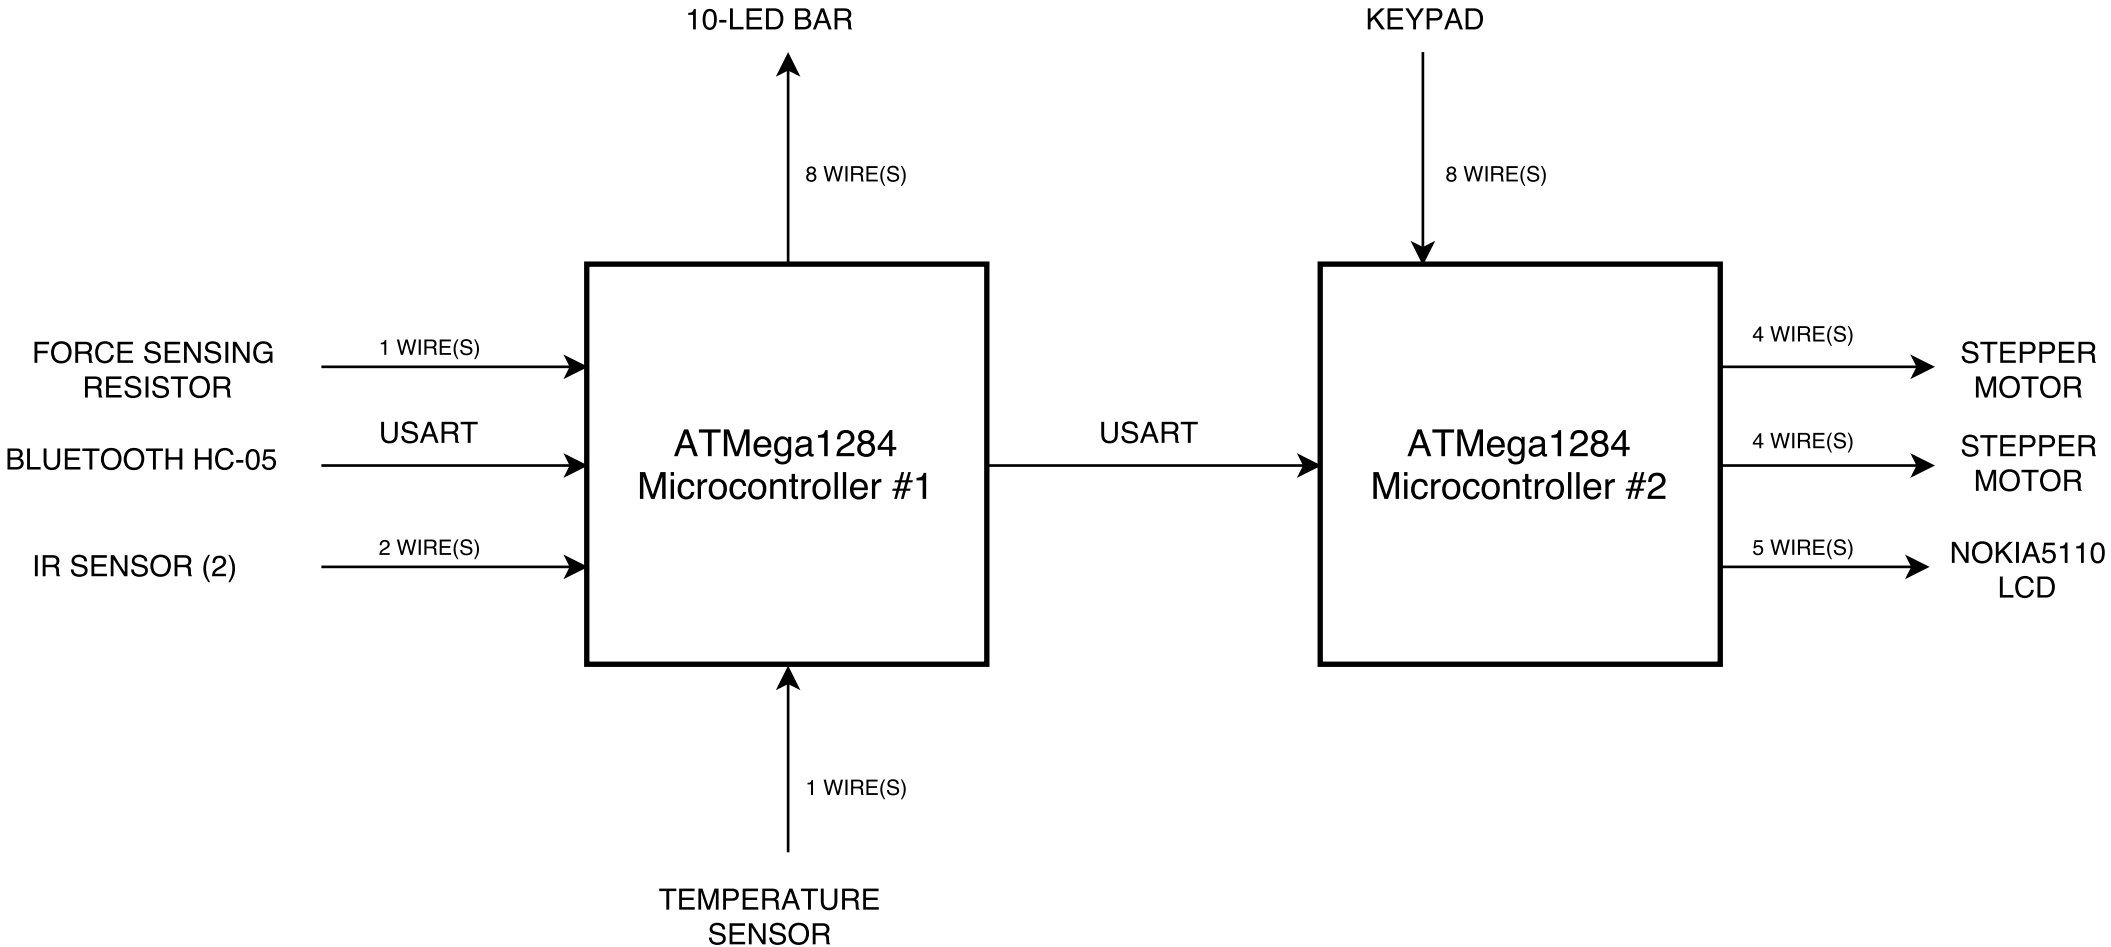 10-LED BAR
KEYPAD
8 WIRE(S)
8 WIRE(S)
FORCE SENSING
RESISTOR
1 WIRE(S)
BLUETOOTH HC-05
USART
IR SENSOR (2)
2 WIRE(S)
ATMega1284
Microcontroller #1
USART
ATMega1284
Microcontroller #2
4 WIRE(S)
STEPPER
MOTOR
4 WIRE(S)
STEPPER
MOTOR
5 WIRE(S)
NOKIA5110
LCD
1 WIRE(S)
TEMPERATURE
SENSOR